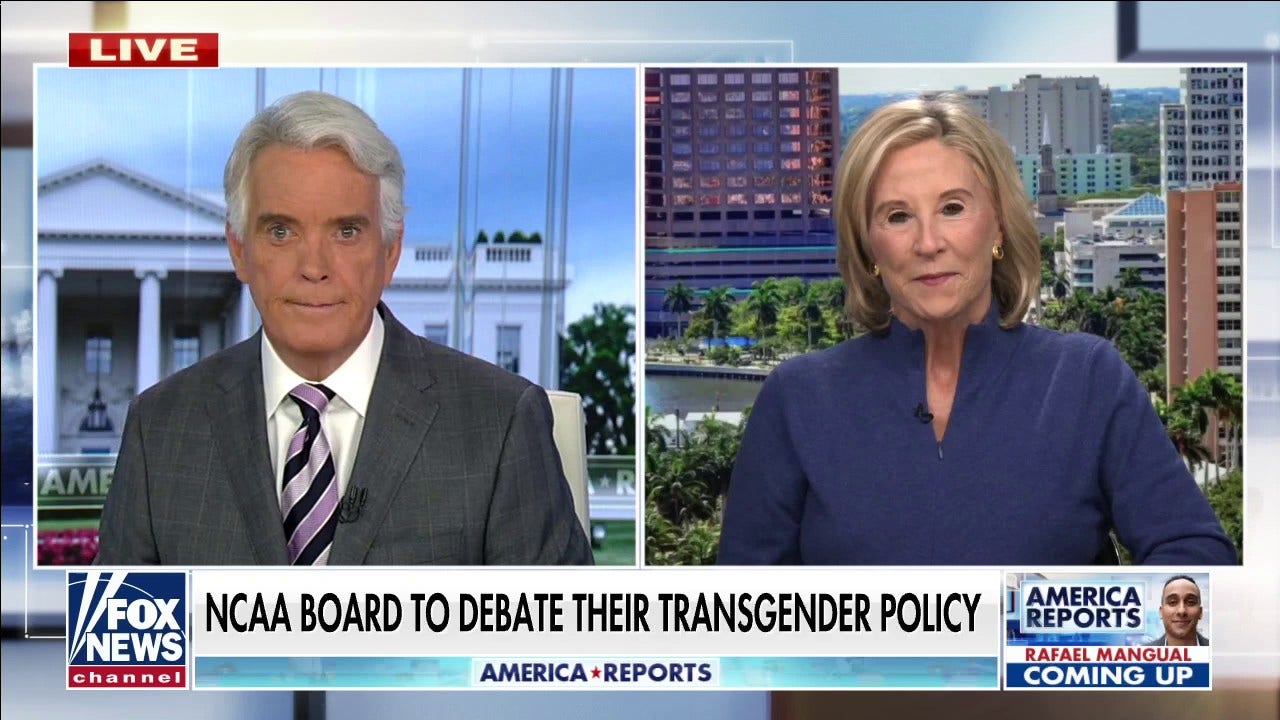 LIVE
AMERICA
A ★ R
FOX
NEWS
channel
NCAA BOARD TO DEBATE THEIR TRANSGENDER POLICY
AMERICA★REPORTS
AMERICA
REPORTS
RAFAEL MANGUAL
COMING UP